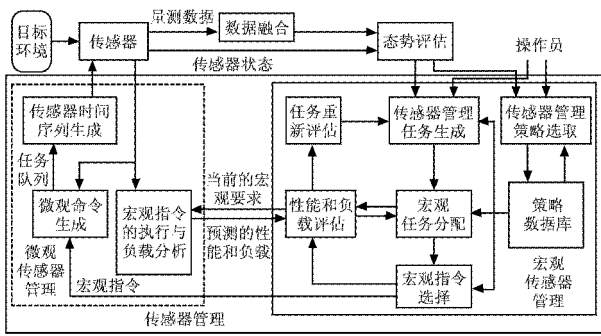 目标
环境
传感器
量测数据
数据融合
态势评估
操作员
传感器状态
传感器时间
序列生成
任务重
新评估
传感器管理
任务生成
传感器管理
策略选取
任务
队列
微观命令
生成
宏观指令
的执行与
负载分析
当前的宏
观要求
预测的性
能和负载
性能和负
载评估
宏观
任务分配
策略
数据库
微观
传感器
管理
宏观指令
宏观指令
选择
宏观
传感器
管理
传感器管理